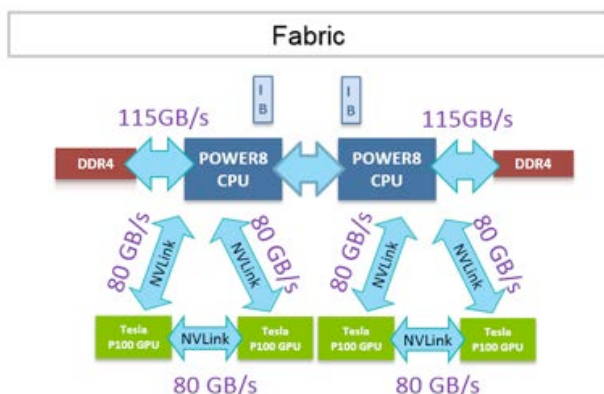 Fabric
I
B
I
B
115GB/s
115GB/s
DDR4
POWER8
CPU
POWER8
CPU
DDR4
80 GB/s
NVLink
NVLink
80 GB/s
80 GB/s
NVLink
NVLink
80 GB/s
Tesla
P100 GPU
NVLink
Tesla
P100 GPU
Tesla
P100 GPU
NVLink
Tesla
P100 GPU
80 GB/s
80 GB/s